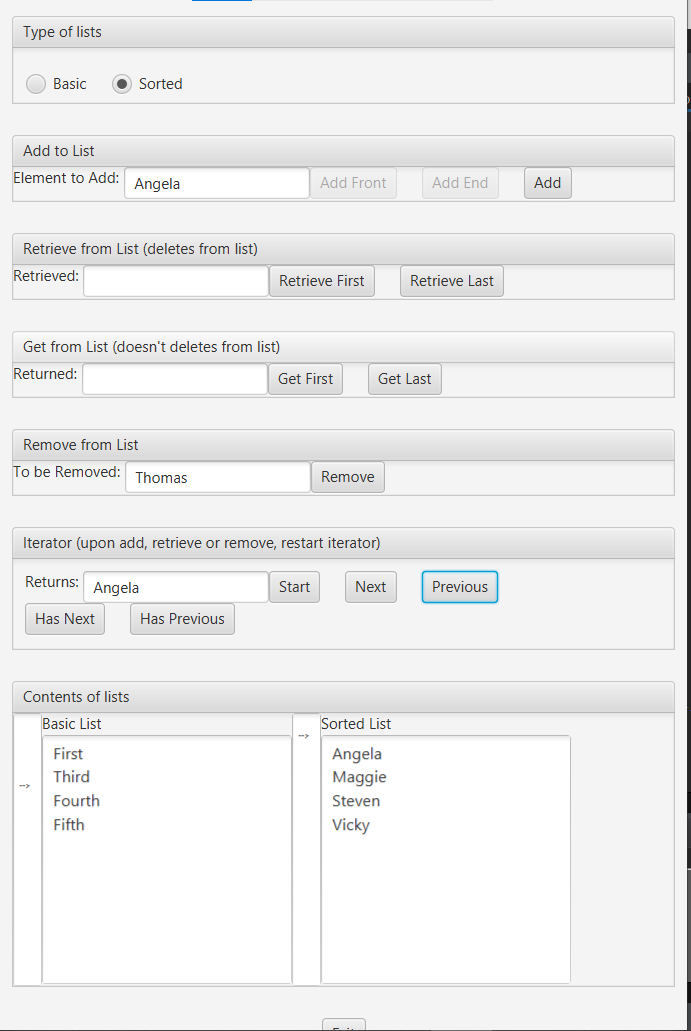 Type of lists
Basic Sorted
Add to List
Element to Add: Angela Add Front Add End Add
Retrieve from List (deletes from list)
Retrieved: Retrieve First Retrieve Last
Get from List (doesn't deletes from list)
Returned: Get First Get Last
Remove from List
To be Removed: Thomas Remove
Iterator (upon add, retrieve or remove, restart iterator)
Returns: Angela Start Next Previous
Has Next Has Previous
Contents of lists
Basic List Sorted List
First Angela
Third Maggie
Fourth Steven
Fifth Vicky